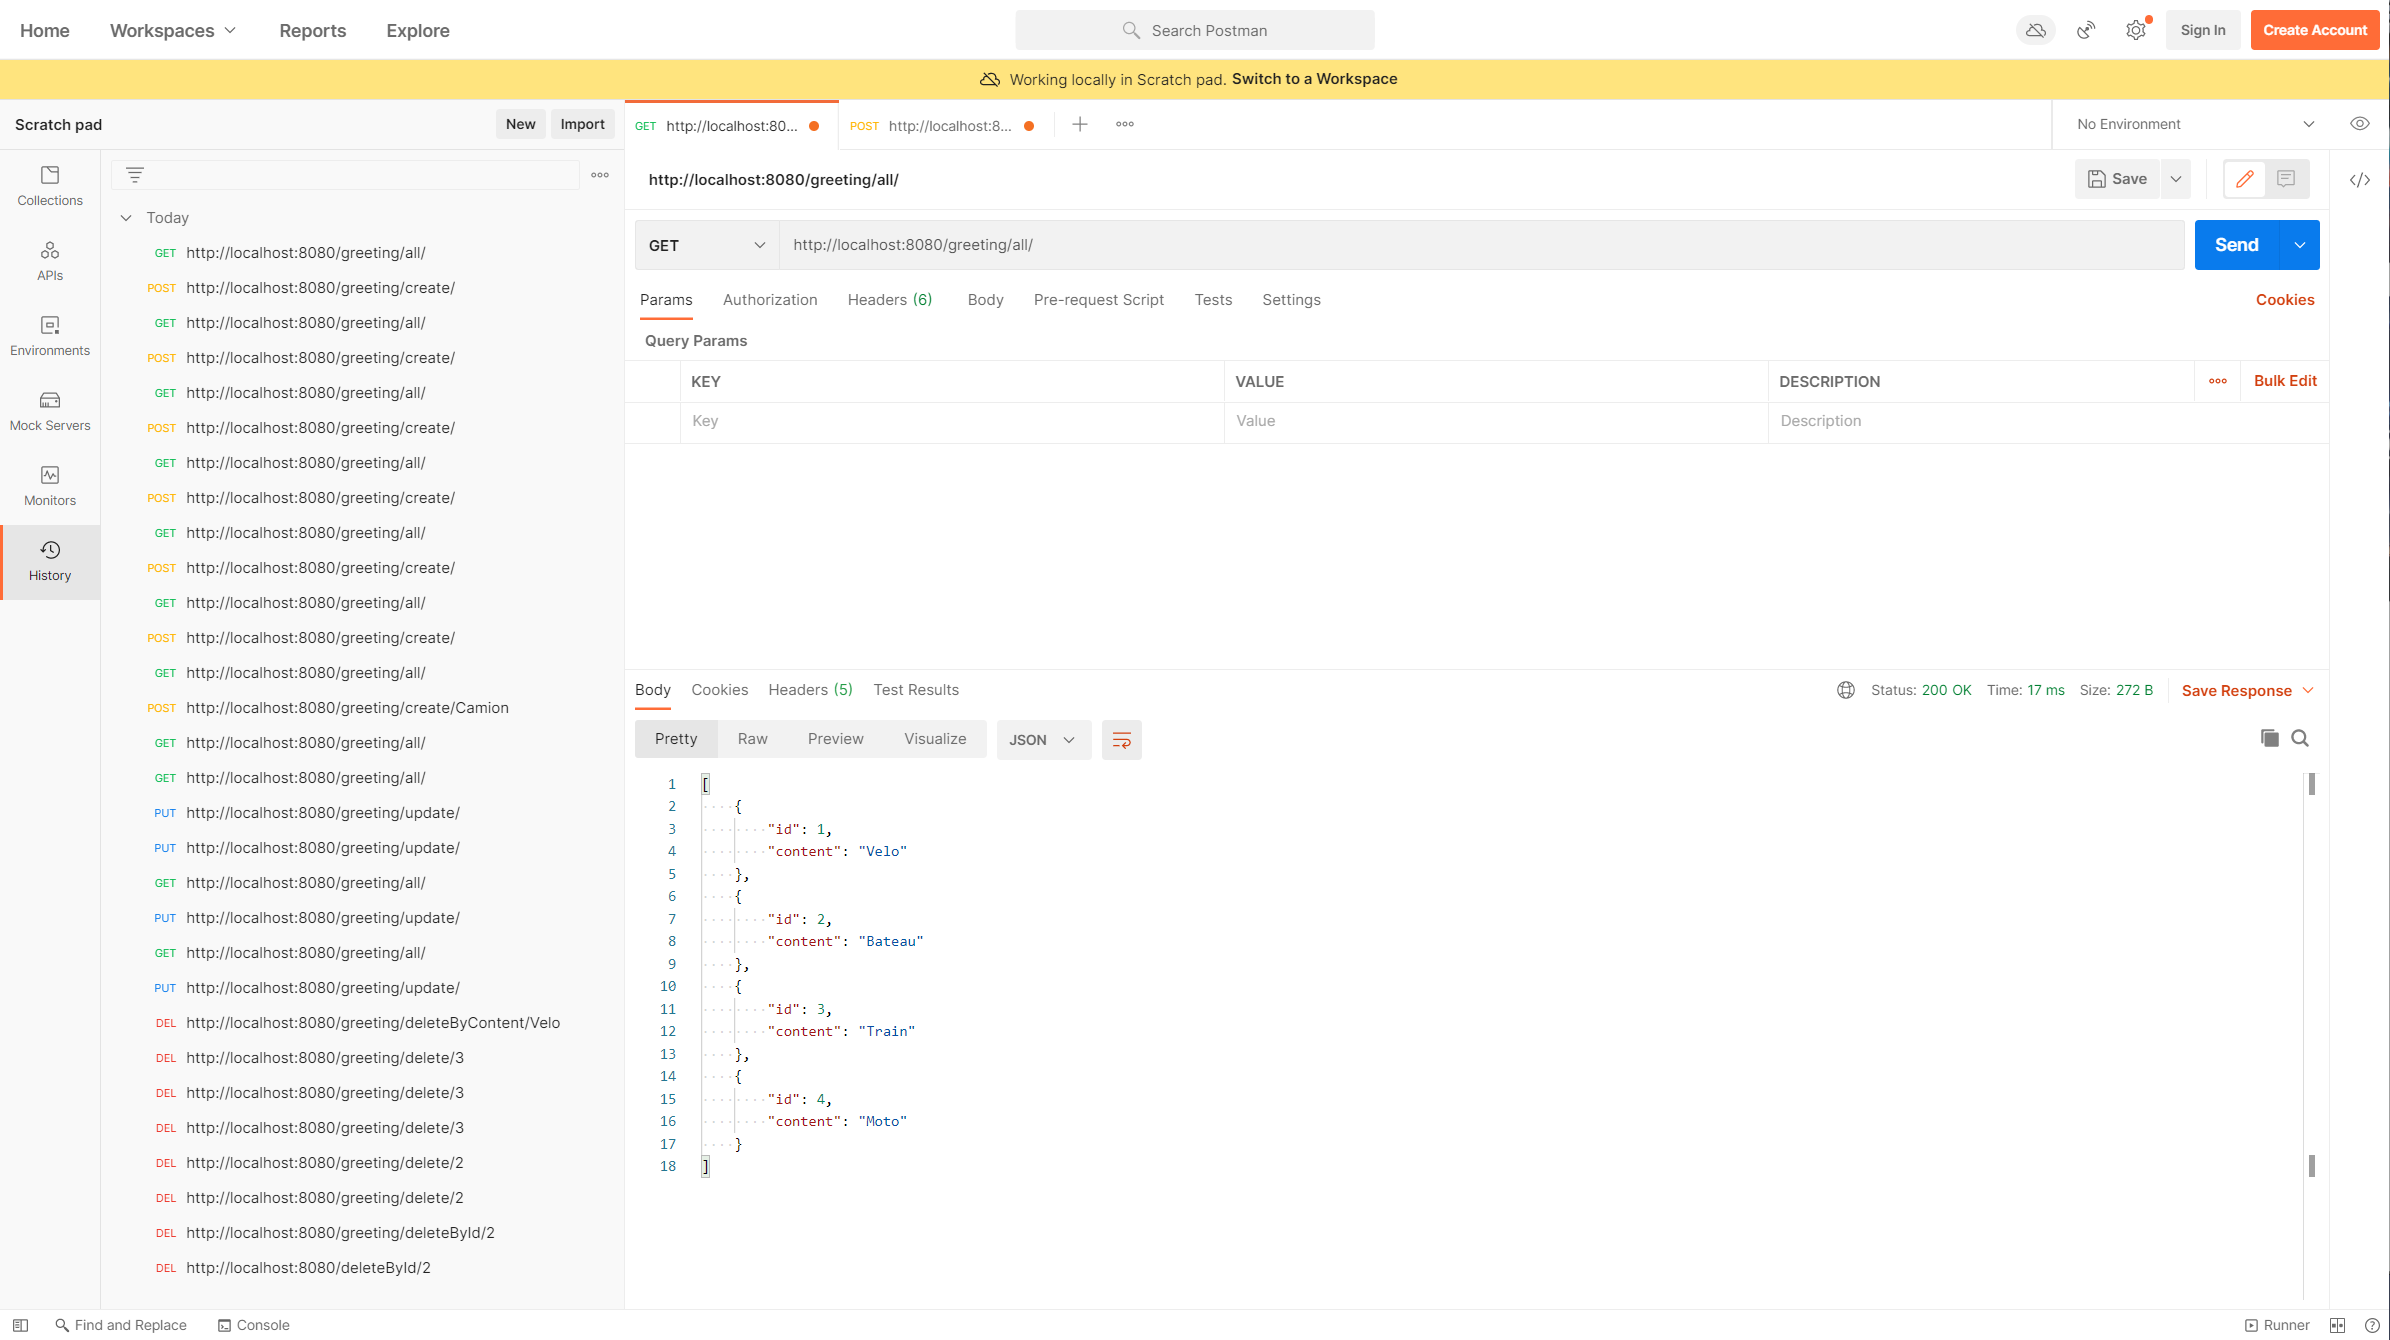 Home Workspaces Reports Explore Search Postman Sign In Create Account
Working locally in Scratch pad. Switch to a Workspace
Scratch pad New Import
Collections
APIs
Environments
Mock Servers
Monitors
History
Today
GET http://localhost:8080/greeting/all/
POST http://localhost:8080/greeting/create/
GET http://localhost:8080/greeting/all/
POST http://localhost:8080/greeting/create/
GET http://localhost:8080/greeting/all/
POST http://localhost:8080/greeting/create/
GET http://localhost:8080/greeting/all/
POST http://localhost:8080/greeting/create/
GET http://localhost:8080/greeting/all/
POST http://localhost:8080/greeting/create/
GET http://localhost:8080/greeting/all/
POST http://localhost:8080/greeting/create/
GET http://localhost:8080/greeting/all/
POST http://localhost:8080/greeting/create/Camion
GET http://localhost:8080/greeting/all/
GET http://localhost:8080/greeting/all/
PUT http://localhost:8080/greeting/update/
PUT http://localhost:8080/greeting/update/
GET http://localhost:8080/greeting/all/
PUT http://localhost:8080/greeting/update/
GET http://localhost:8080/greeting/all/
PUT http://localhost:8080/greeting/update/
DEL http://localhost:8080/greeting/deleteByContent/Velo
DEL http://localhost:8080/greeting/delete/3
DEL http://localhost:8080/greeting/delete/3
DEL http://localhost:8080/greeting/delete/3
DEL http://localhost:8080/greeting/delete/2
DEL http://localhost:8080/greeting/delete/2
DEL http://localhost:8080/greeting/deleteById/2
DEL http://localhost:8080/deleteById/2
GET http://localhost:80... POST http://localhost:8... No Environment
http://localhost:8080/greeting/all/ Save
GET http://localhost:8080/greeting/all/ Send
Params Authorization Headers (6) Body Pre-request Script Tests Settings Cookies
Query Params
KEY VALUE DESCRIPTION Bulk Edit
Key Value Description
Body Cookies Headers (5) Test Results Status: 200 OK Time: 17 ms Size: 272 B Save Response
Pretty Raw Preview Visualize JSON
1 [
2 {
3 "id": 1,
4 "content": "Velo"
5 },
6 {
7 "id": 2,
8 "content": "Bateau"
9 },
10 {
11 "id": 3,
12 "content": "Train"
13 },
14 {
15 "id": 4,
16 "content": "Moto"
17 }
18 ]
Find and Replace Console Runner